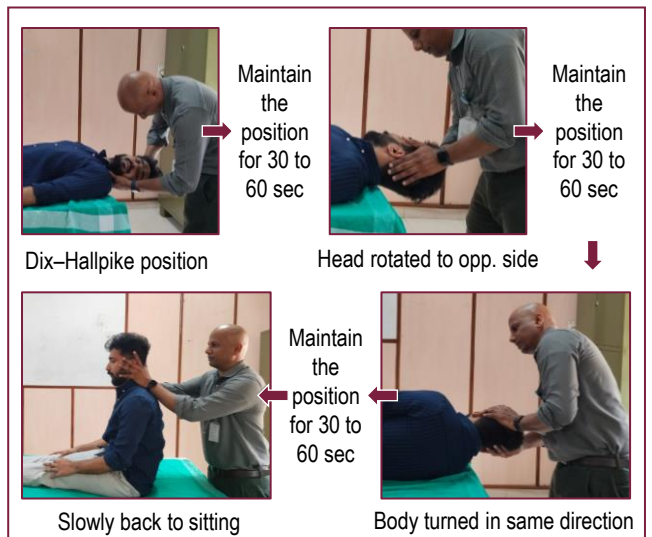 Maintain
the
position
for 30 to
60 sec
Maintain
the
position
for 30 to
60 sec
Dix–Hallpike position
Head rotated to opp. side
Maintain
the
position
for 30 to
60 sec
Slowly back to sitting
Body turned in same direction